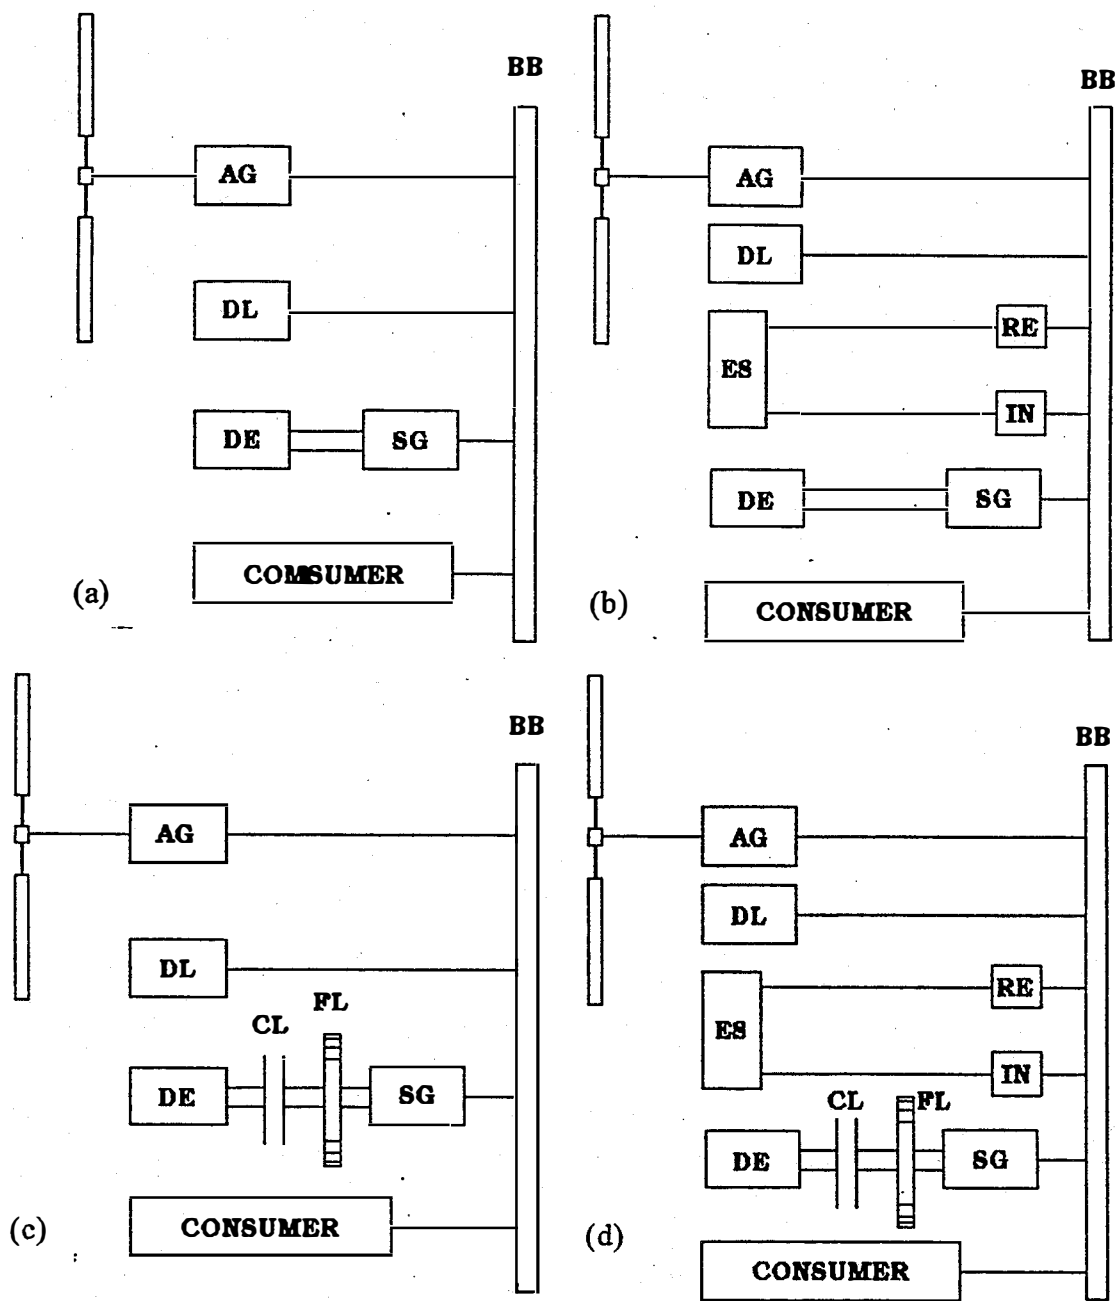 BB
AG
DL
DE
SG
COMSUMER
(a)
BB
AG
DL
RE
ES
IN
DE
SG
CONSUMER
(b)
BB
AG
DL
FL
CL
DE
SG
CONSUMER
(c)
BB
AG
DL
RE
ES
IN
CL
FL
DE
SG
CONSUMER
(d)